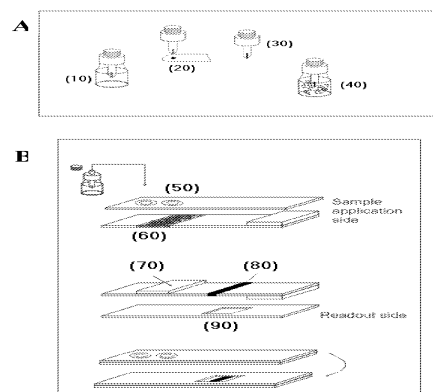 A
(10)
(20)
(30)
(40)
B
(50)
Sample
application
side
(60)
(70)
(80)
Readout side
(90)